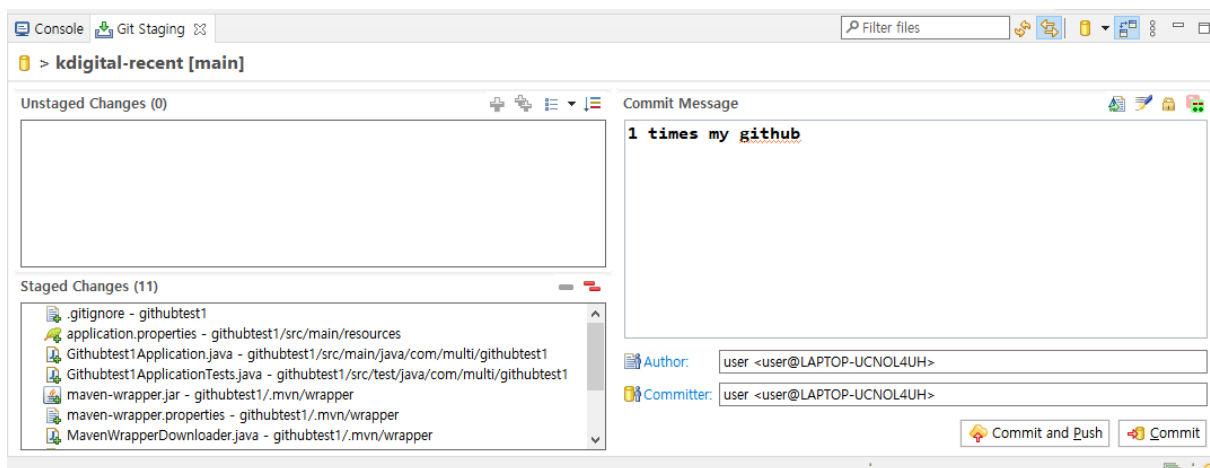 Console Git Staging Filter files
> kdigital-recent [main]
Unstaged Changes (0)
Staged Changes (11)
.gitignore - githubtest1
application.properties - githubtest1/src/main/resources
Githubtest1Application.java - githubtest1/src/main/java/com/multi/githubtest1
Githubtest1ApplicationTests.java - githubtest1/src/test/java/com/multi/githubtest1
maven-wrapper.jar - githubtest1/.mvn/wrapper
maven-wrapper.properties - githubtest1/.mvn/wrapper
MavenWrapperDownloader.java - githubtest1/.mvn/wrapper
Commit Message
1 times my github
Author: user <user@LAPTOP-UCNOL4UH>
Committer: user <user@LAPTOP-UCNOL4UH>
Commit and Push Commit